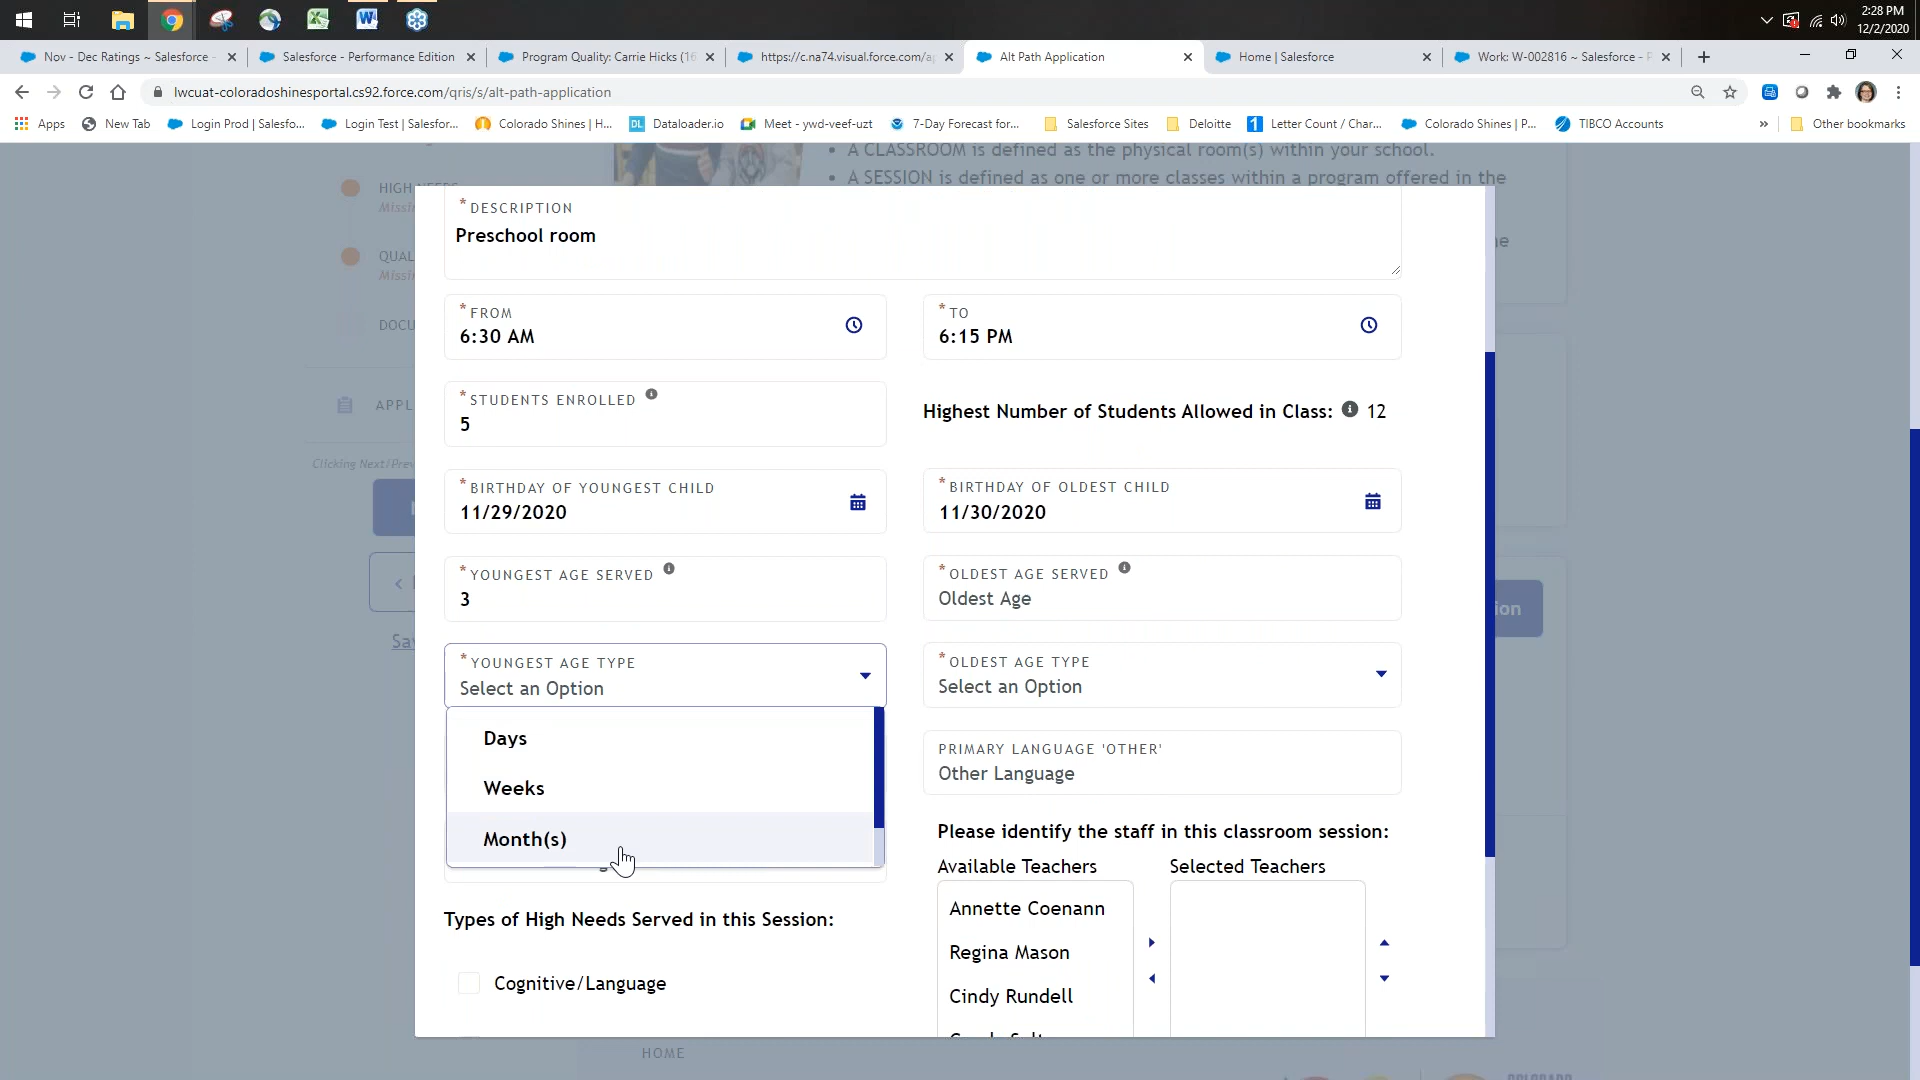 2:28 PM
12/2/2020
Nov - Dec Ratings ~ Salesforce -
Salesforce - Performance Edition
Program Quality: Carrie Hicks (16
https://c.na74.visual.force.com/ap
Alt Path Application
Home | Salesforce
Work: W-002816 ~ Salesforce - P
lwcuat-coloradoshinesportal.cs92.force.com/qris/s/alt-path-application
Apps
New Tab
Login Prod | Salesfo...
Login Test | Salesfor...
Colorado Shines | H...
DL Dataloader.io
Meet - ywd-veef-uzt
7-Day Forecast for...
Salesforce Sites
Deloitte
1 Letter Count / Char...
Colorado Shines | P...
TIBCO Accounts
»
Other bookmarks
• A CLASSROOM is defined as the physical room(s) within your school.
• A SESSION is defined as one or more classes within a program offered in the
HIGH NEEDS
Missin
QUAL
Missin
DOCU
APPL
Clicking Next/Prev
Sav
ion
* DESCRIPTION
Preschool room
* FROM
6:30 AM
* TO
6:15 PM
* STUDENTS ENROLLED
5
Highest Number of Students Allowed in Class: 12
* BIRTHDAY OF YOUNGEST CHILD
11/29/2020
* BIRTHDAY OF OLDEST CHILD
11/30/2020
* YOUNGEST AGE SERVED
3
* OLDEST AGE SERVED
Oldest Age
* YOUNGEST AGE TYPE
Select an Option
* OLDEST AGE TYPE
Select an Option
Days
Weeks
Month(s)
PRIMARY LANGUAGE 'OTHER'
Other Language
Please identify the staff in this classroom session:
Available Teachers
Selected Teachers
Annette Coenann
Regina Mason
Cindy Rundell
Types of High Needs Served in this Session:
Cognitive/Language
HOME